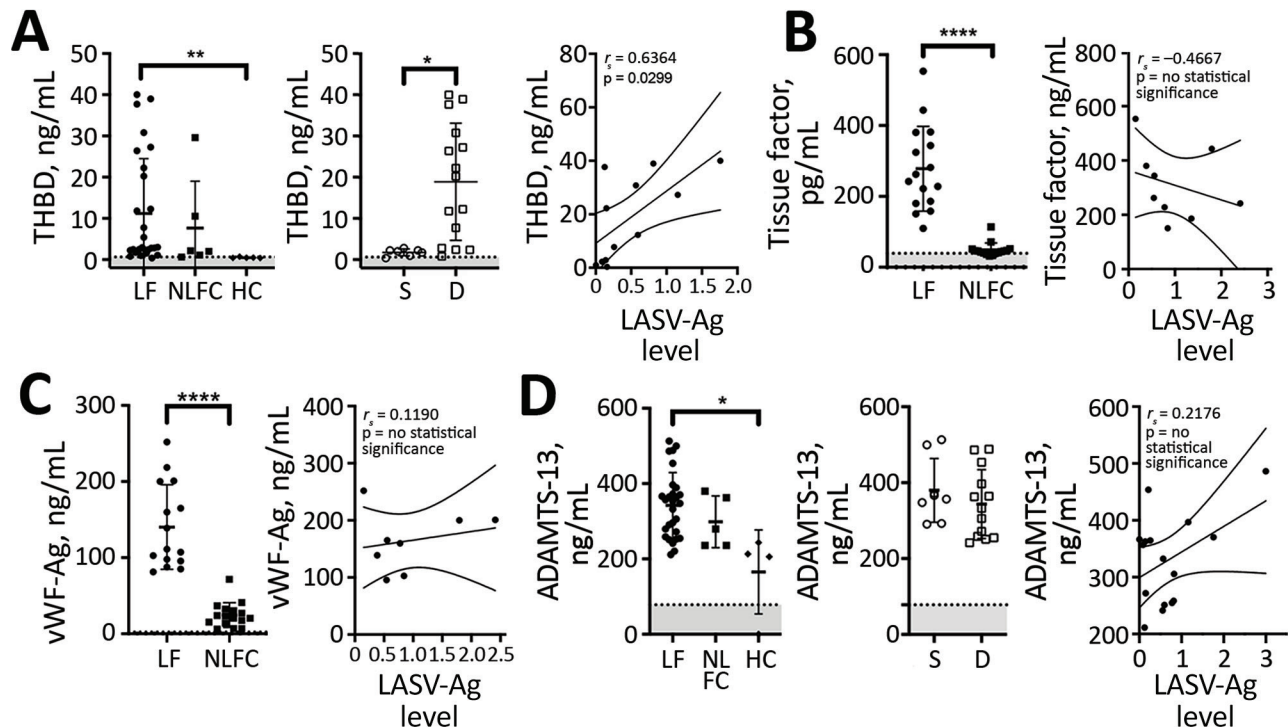 A
THBD, ng/mL
50
40
30
20
10
0
**
LF
NLFC
HC
THBD, ng/mL
50
40
30
20
10
0
*
S
D
THBD, ng/mL
80
60
40
20
0
r_s = 0.6364
p = 0.0299
0
0.5
1.0
1.5
2.0
LASV-Ag
level
B
Tissue factor,
pg/mL
600
400
200
0
****
LF
NLFC
Tissue factor, ng/mL
800
600
400
200
0
r_s = –0.4667
p = no statistical
significance
0
1
2
3
LASV-Ag
level
C
vWF-Ag, ng/mL
300
200
100
0
****
LF
NLFC
vWF-Ag, ng/mL
400
300
200
100
0
r_s = 0.1190
p = no statistical
significance
0
0.5
1.0
1.5
2.0
2.5
LASV-Ag
level
D
ADAMTS-13,
ng/mL
600
400
200
0
*
LF
NL
FC
HC
ADAMTS-13,
ng/mL
600
400
200
0
S
D
ADAMTS-13,
ng/mL
600
500
400
300
200
r_s = 0.2176
p = no
statistical
significance
0
1
2
3
LASV-Ag
level